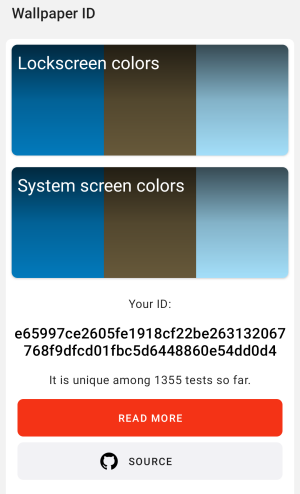 Wallpaper ID
Lockscreen colors
System screen colors
Your ID:
e65997ce2605fe1918cf22be263132067
768f9dfcd01fbc5d6448860e54dd0d4
It is unique among 1355 tests so far.
READ MORE
SOURCE